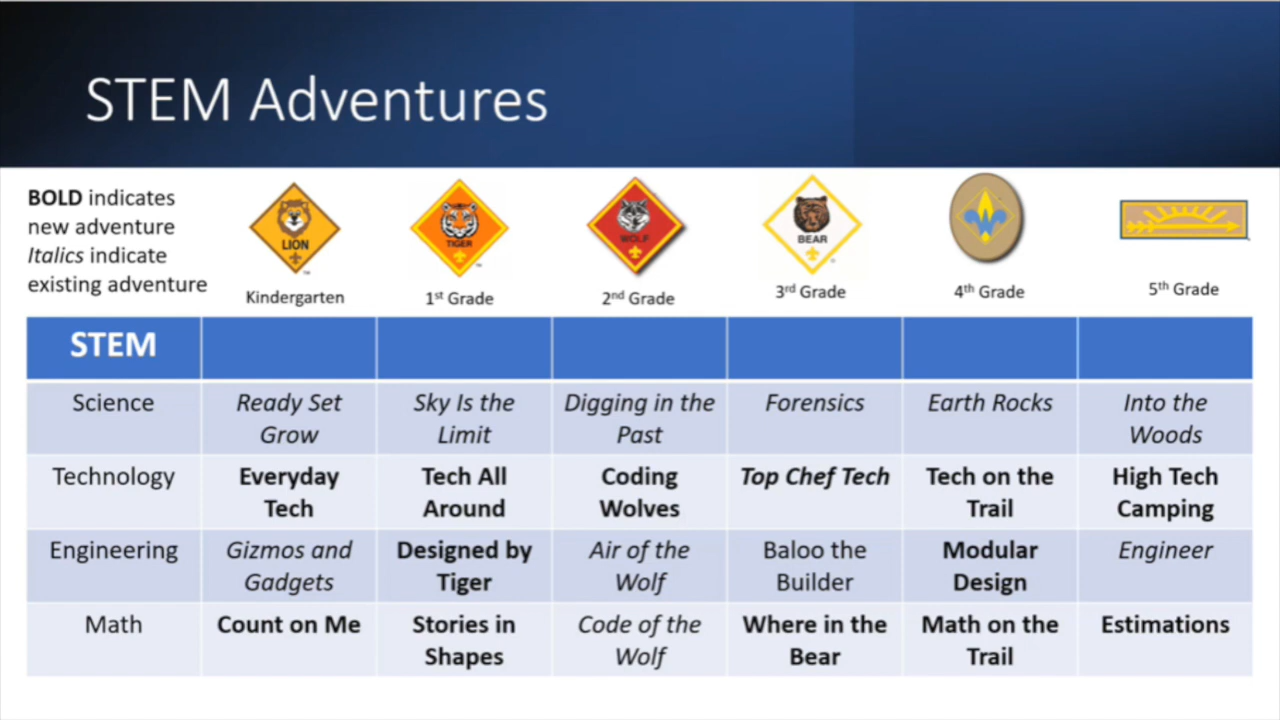 STEM Adventures
BOLD indicates
new adventure
Italics indicate
existing adventure
LION
TIGER
WOLF
BEAR
Kindergarten
1st Grade
2nd Grade
3rd Grade
4th Grade
5th Grade
STEM
Science
Ready Set
Grow
Sky Is the
Limit
Digging in the
Past
Forensics
Earth Rocks
Into the
Woods
Technology
Everyday
Tech
Tech All
Around
Coding
Wolves
Top Chef Tech
Tech on the
Trail
High Tech
Camping
Engineering
Gizmos and
Gadgets
Designed by
Tiger
Air of the
Wolf
Baloo the
Builder
Modular
Design
Engineer
Math
Count on Me
Stories in
Shapes
Code of the
Wolf
Where in the
Bear
Math on the
Trail
Estimations